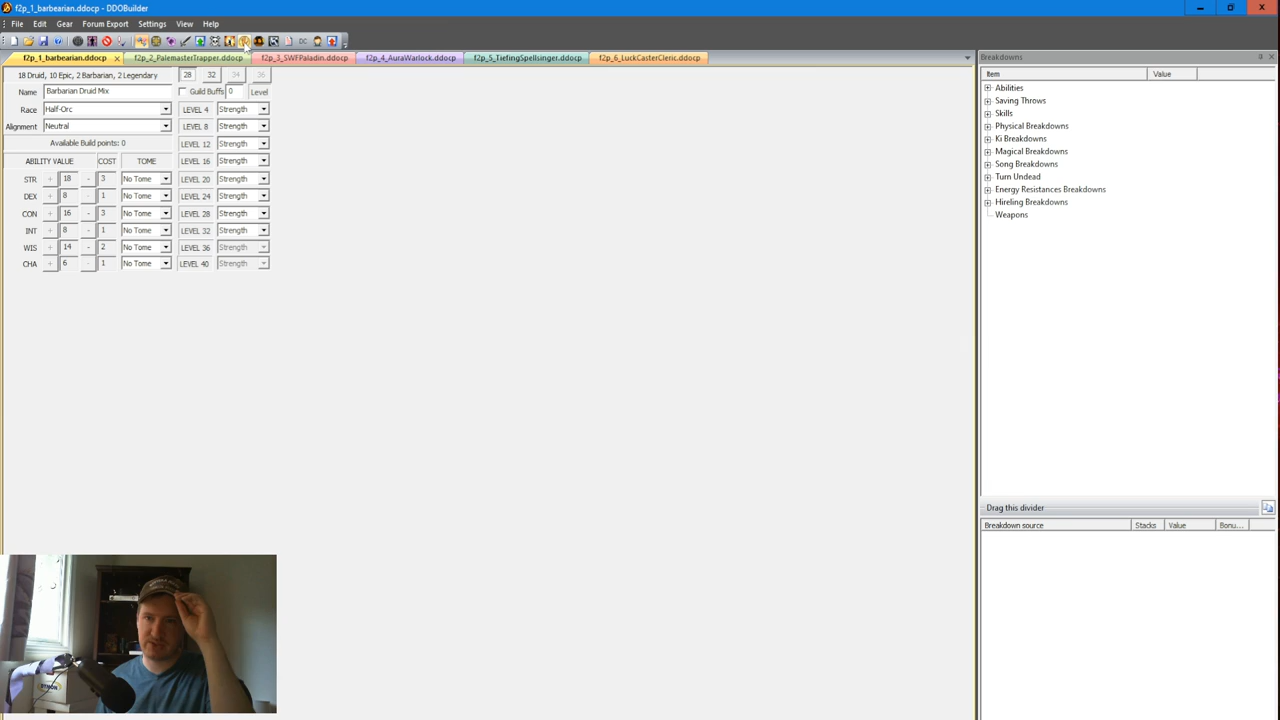 f2p_1_barbearian.ddocp - DDOBuilder
File Edit Gear Forum Export Settings View Help
f2p_1_barbearian.ddocp x f2p_2_PalemasterTrapper.ddocp f2p_3_SWFPaladin.ddocp f2p_4_AuraWarlock.ddocp f2p_5_TieflingSpellsinger.ddocp f2p_6_LuckCasterCleric.ddocp
18 Druid, 10 Epic, 2 Barbarian, 2 Legendary 28 32 34 36
Name Barbarian Druid Mix Guild Buffs 0 Level
Race Half-Orc LEVEL 4 Strength
Alignment Neutral LEVEL 8 Strength
Available Build points: 0 LEVEL 12 Strength
ABILITY VALUE COST TOME LEVEL 16 Strength
STR + 18 - 3 No Tome LEVEL 20 Strength
DEX + 8 - 1 No Tome LEVEL 24 Strength
CON + 16 - 3 No Tome LEVEL 28 Strength
INT + 8 - 1 No Tome LEVEL 32 Strength
WIS + 14 - 2 No Tome LEVEL 36 Strength
CHA + 6 - 1 No Tome LEVEL 40 Strength
Breakdowns
Item Value
Abilities
Saving Throws
Skills
Physical Breakdowns
Ki Breakdowns
Magical Breakdowns
Song Breakdowns
Turn Undead
Energy Resistances Breakdowns
Hireling Breakdowns
Weapons
Drag this divider
Breakdown source Stacks Value Bonu...